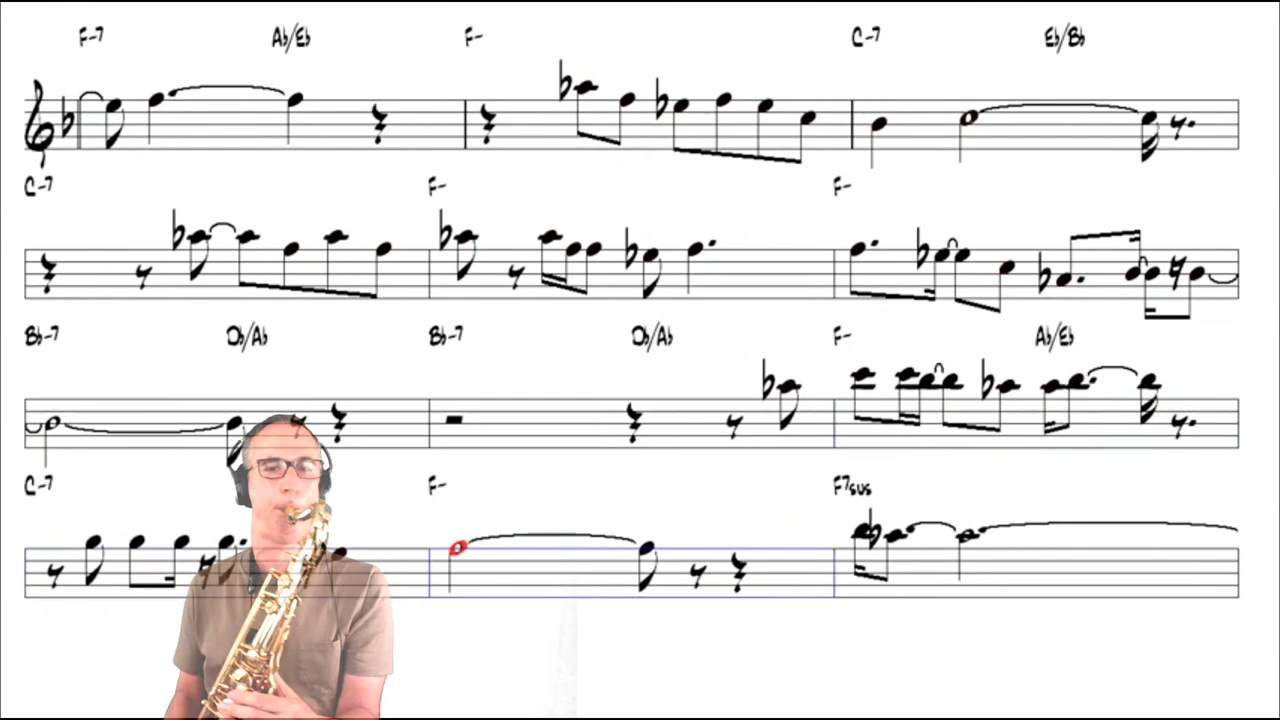 F-7 Ab/Eb F- C-7 Eb/Bb
C-7 F- F-
Bb-7 Db/Ab Bb-7 Db/Ab F- Ab/Eb
C-7 F- F7sus